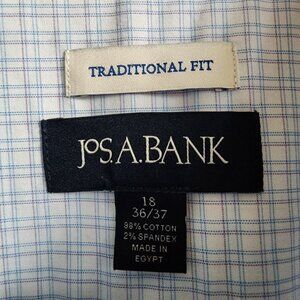 TRADITIONAL FIT
JOS.A.BANK
18
36/37
98% COTTON
2% SPANDEX
MADE IN
EGYPT